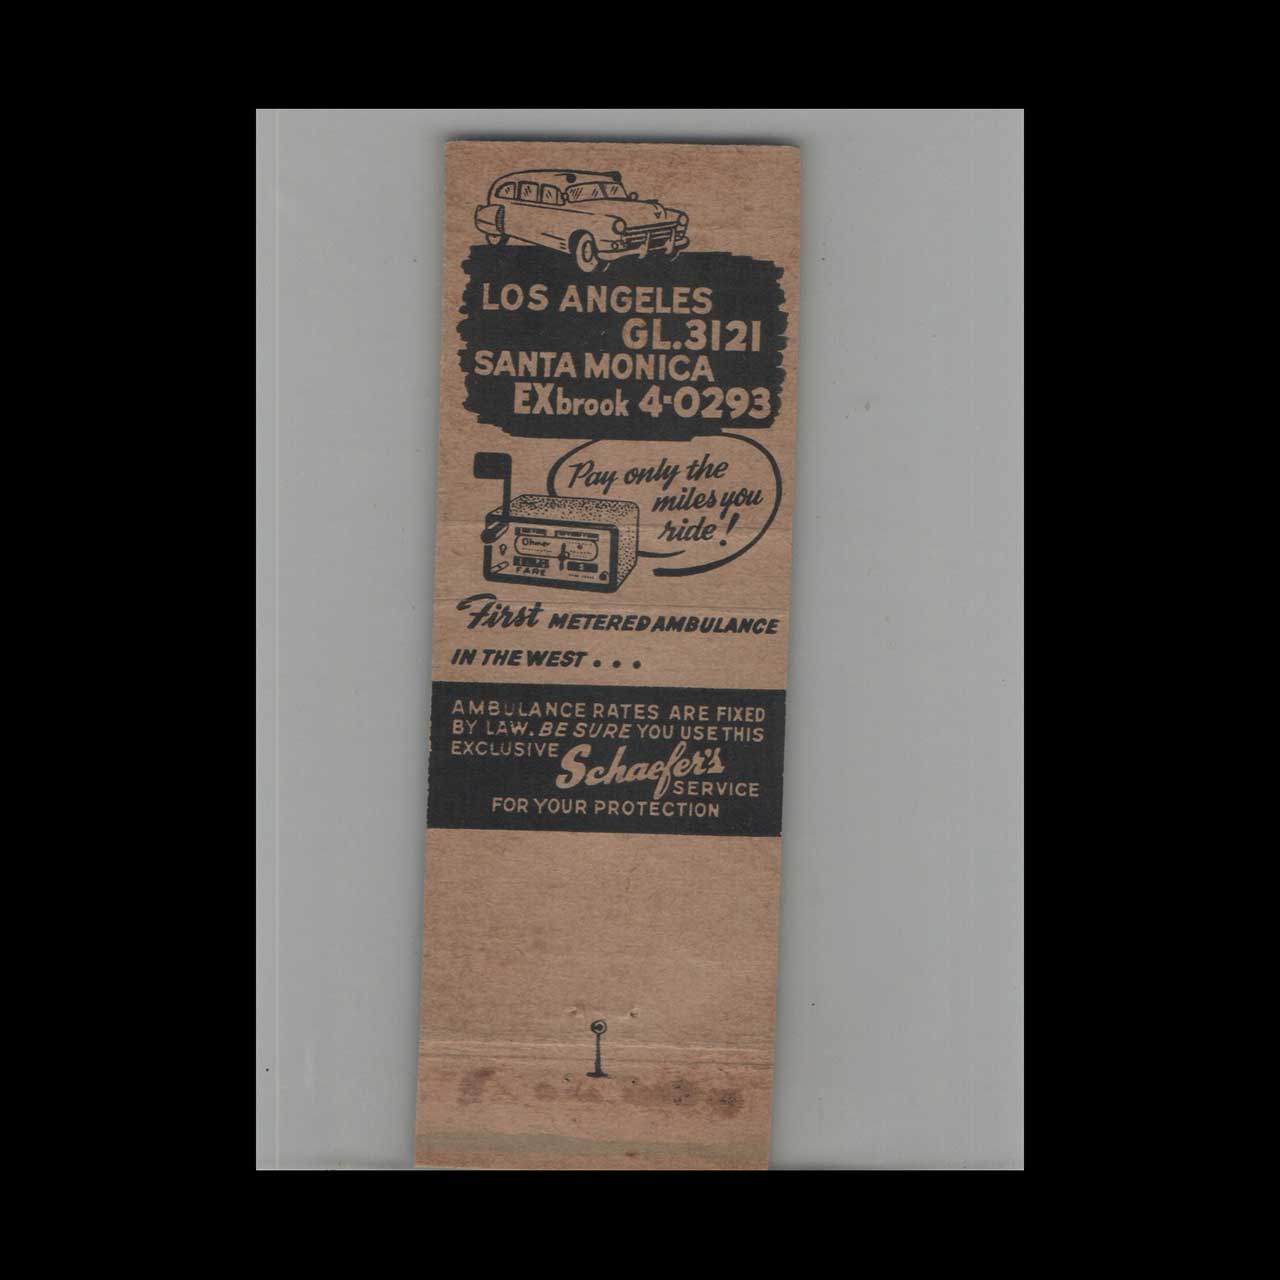 LOS ANGELES
GL.3121
SANTA MONICA
EXbrook 4-0293
Pay only the
miles you
ride!
Ohmer
FARE
First METERED AMBULANCE
IN THE WEST...
AMBULANCE RATES ARE FIXED
BY LAW. BE SURE YOU USE THIS
EXCLUSIVE Schaefer's
SERVICE
FOR YOUR PROTECTION